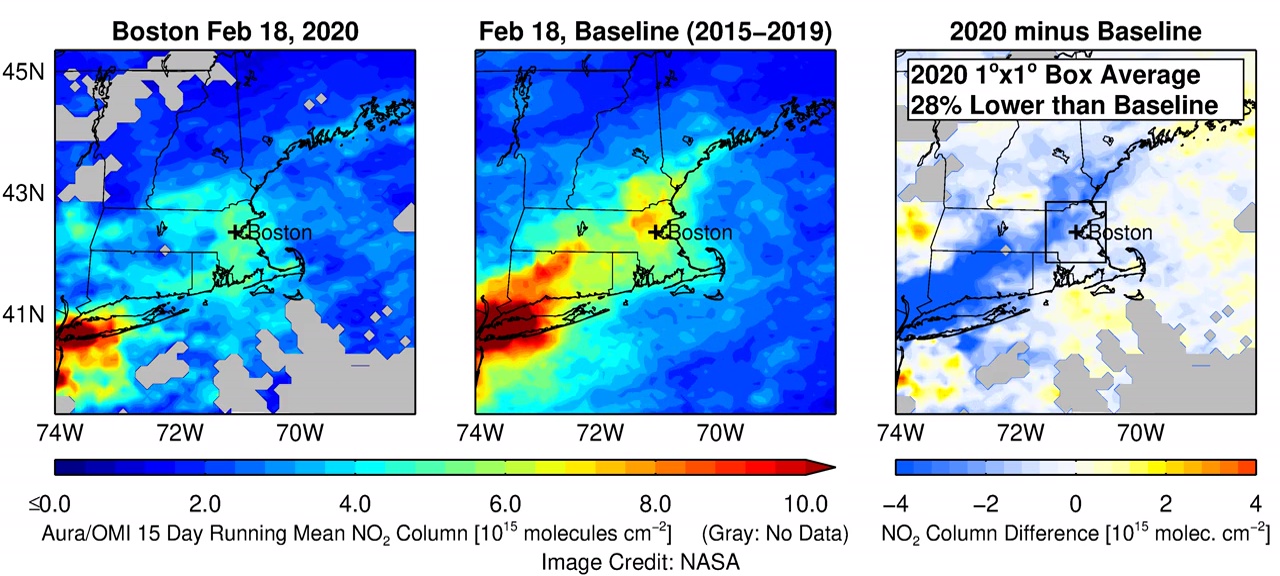 Boston Feb 18, 2020
Feb 18, Baseline (2015−2019)
2020 minus Baseline
2020 1°x1° Box Average
28% Lower than Baseline
45N
43N
41N
Boston
Boston
Boston
74W 72W 70W
74W 72W 70W
74W 72W 70W
≤0.0 2.0 4.0 6.0 8.0 10.0
−4 −2 0 2 4
Aura/OMI 15 Day Running Mean NO₂ Column [10¹⁵ molecules cm⁻²] (Gray: No Data)
NO₂ Column Difference [10¹⁵ molec. cm⁻²]
Image Credit: NASA